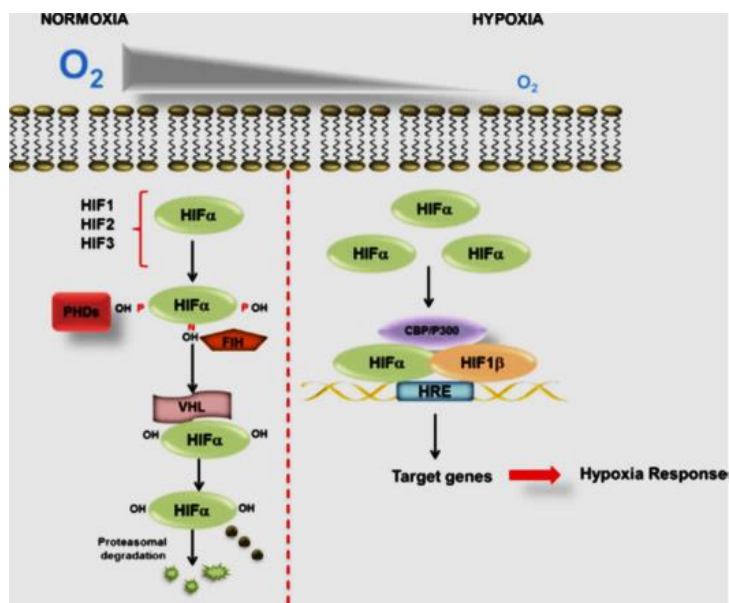 NORMOXIA
HYPOXIA
O2
O2
HIF1
HIF2
HIF3
HIFα
HIFα
HIFα
HIFα
PHDs
OH P
HIFα
P OH
N
OH
FIH
CBP/P300
HIFα
HIF1β
HRE
VHL
OH
HIFα
OH
Target genes
Hypoxia Response
OH
HIFα
OH
Proteasomal
degradation